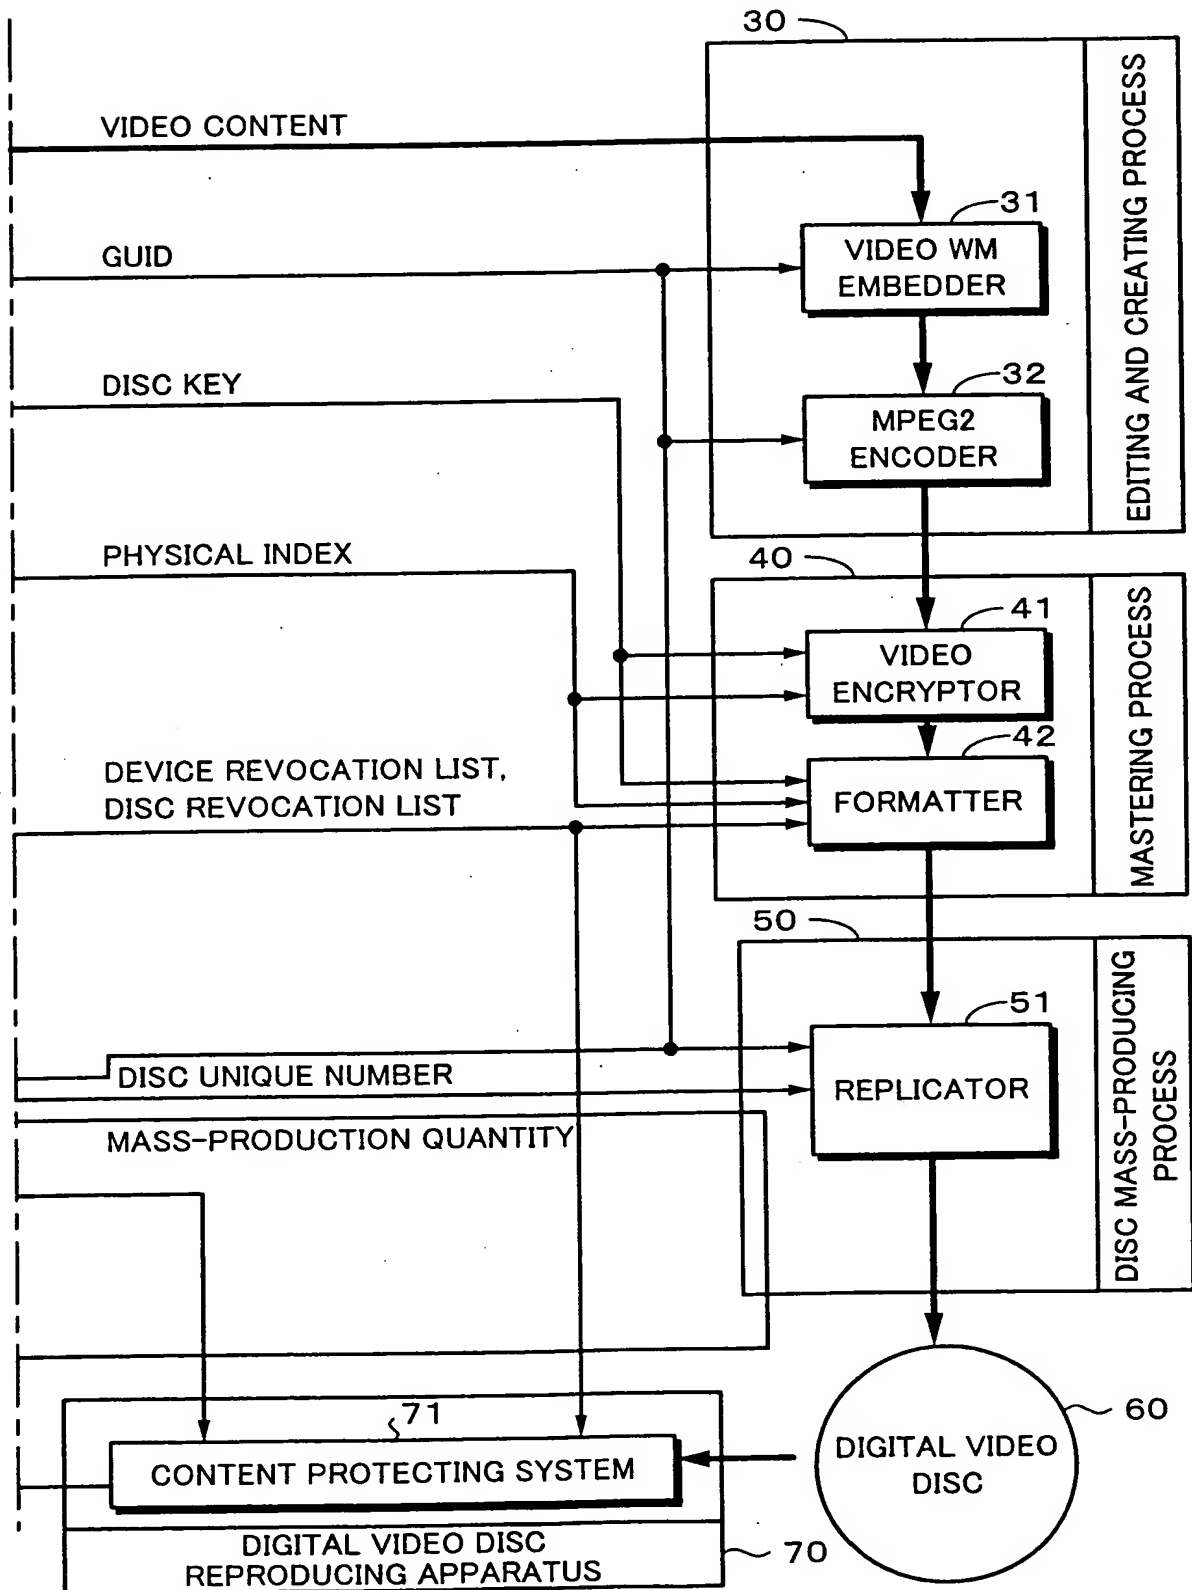 30
VIDEO CONTENT
31
VIDEO WM
EMBEDDER
GUID
32
MPEG2
ENCODER
DISC KEY
EDITING AND CREATING PROCESS
PHYSICAL INDEX
40
41
VIDEO
ENCRYPTOR
42
FORMATTER
DEVICE REVOCATION LIST,
DISC REVOCATION LIST
MASTERING PROCESS
50
51
REPLICATOR
DISC UNIQUE NUMBER
MASS-PRODUCTION QUANTITY
DISC MASS-PRODUCING
PROCESS
71
CONTENT PROTECTING SYSTEM
60
DIGITAL VIDEO
DISC
DIGITAL VIDEO DISC
REPRODUCING APPARATUS
70